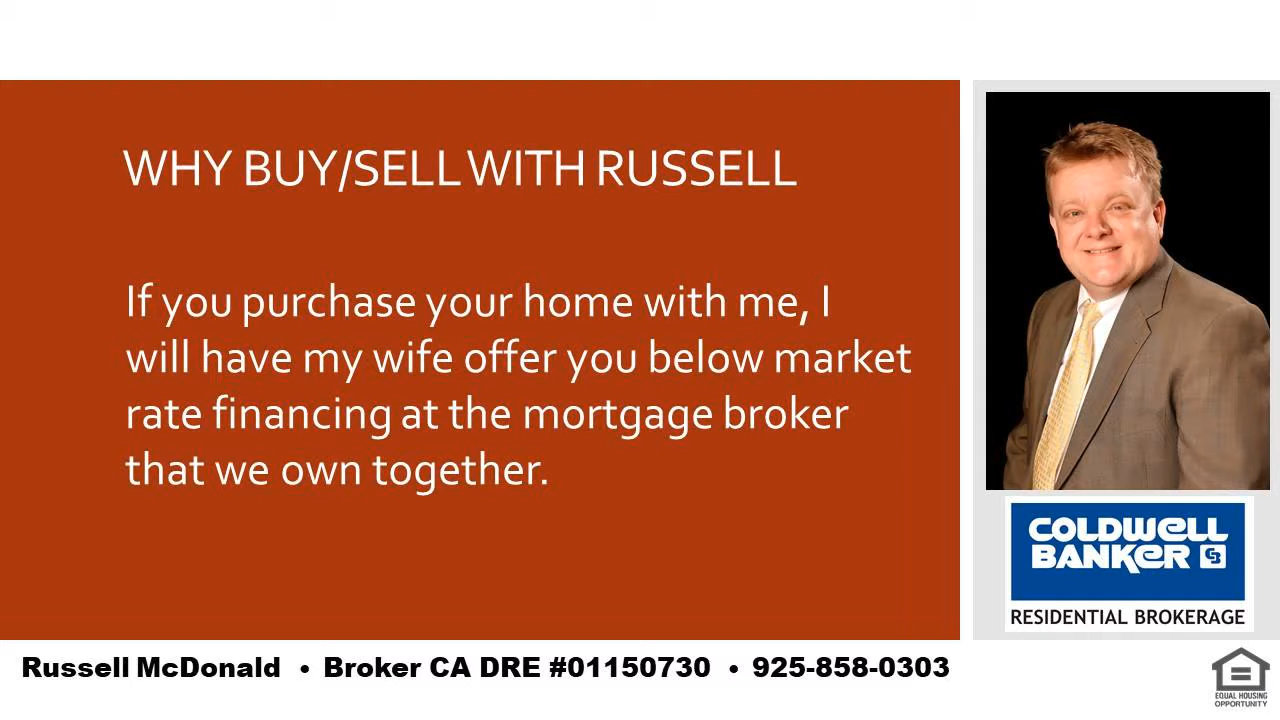 WHY BUY/SELL WITH RUSSELL
If you purchase your home with me, I
will have my wife offer you below market
rate financing at the mortgage broker
that we own together.
COLDWELL
BANKER CB
RESIDENTIAL BROKERAGE
Russell McDonald • Broker CA DRE #01150730 • 925-858-0303
EQUAL HOUSING
OPPORTUNITY